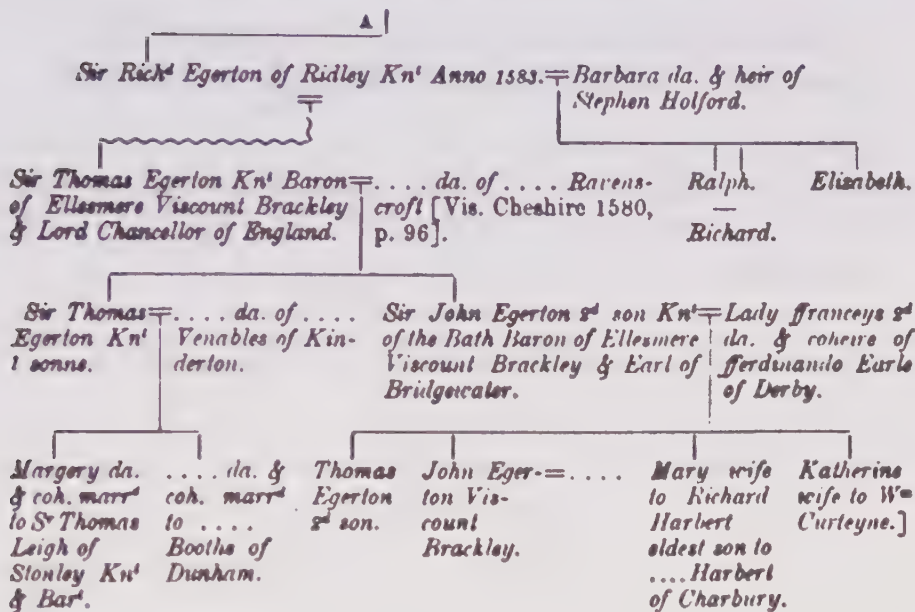 A
Sir Richᵈ Egerton of Ridley Knᵗ Anno 1583. = Barbara da. & heir of
Stephen Holford.
Sir Thomas Egerton Knᵗ Baron
of Ellesmere Viscount Brackley
& Lord Chancellor of England.
= . . . . da. of . . . . Ravens-
croft [Vis. Cheshire 1580,
p. 96].
Ralph.
—
Richard.
Elizabeth.
Sir Thomas
Egerton Knᵗ
1 sonne.
= . . . . da. of . . . .
Venables of Kin-
derton.
Sir John Egerton 2ᵈ son Knᵗ
of the Bath Baron of Ellesmere
Viscount Brackley & Earl of
Bridgewater.
= Lady ffranceys 2ᵈ
da. & coheire of
fferdinando Earle
of Derby.
Margery da.
& coh. marrᵈ
to Sʳ Thomas
Leigh of
Stonley Knᵗ
& Barᵗ.
. . . . da. &
coh. marrᵈ
to . . . .
Booths of
Dunham.
Thomas
Egerton
2ᵈ son.
John Eger-
ton Vis-
count
Brackley.
= . . . .
Mary wife
to Richard
Harbert
eldest son to
. . . . Harbert
of Charbury.
Katherine
wife to Wᵐ
Curteyne.]